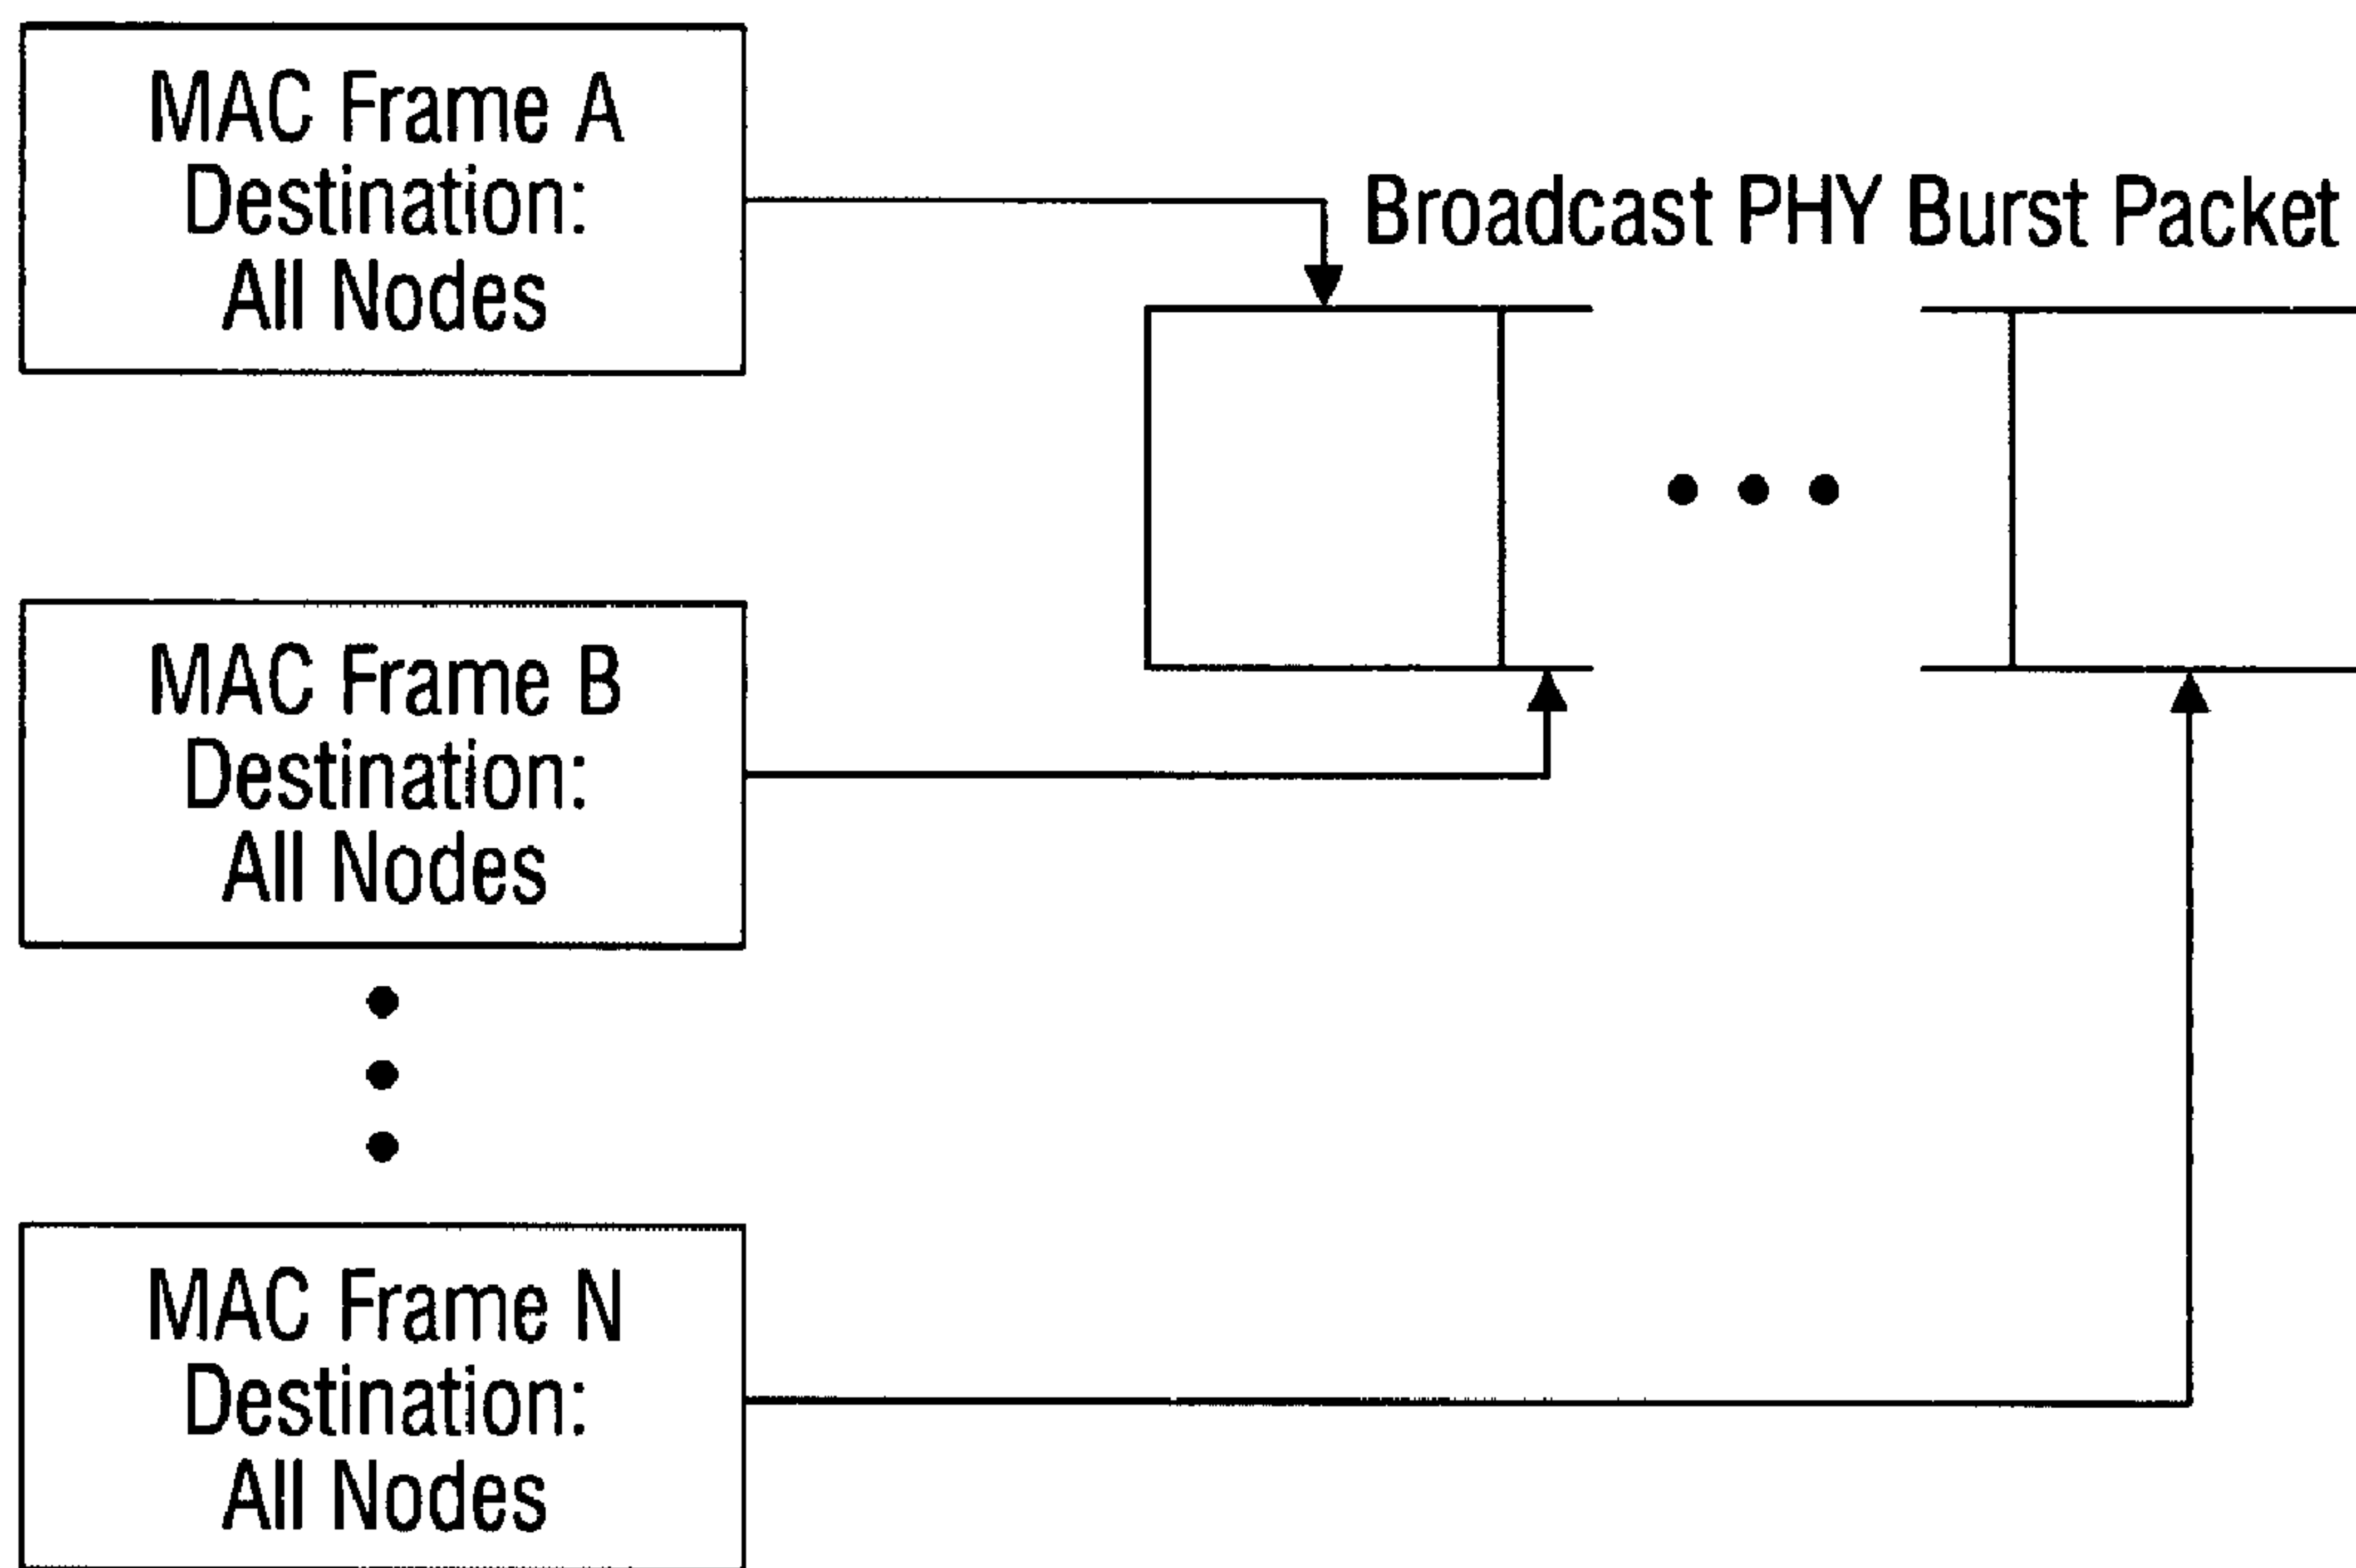 MAC Frame A
Destination:
All Nodes
Broadcast PHY Burst Packet
MAC Frame B
Destination:
All Nodes
MAC Frame N
Destination:
All Nodes